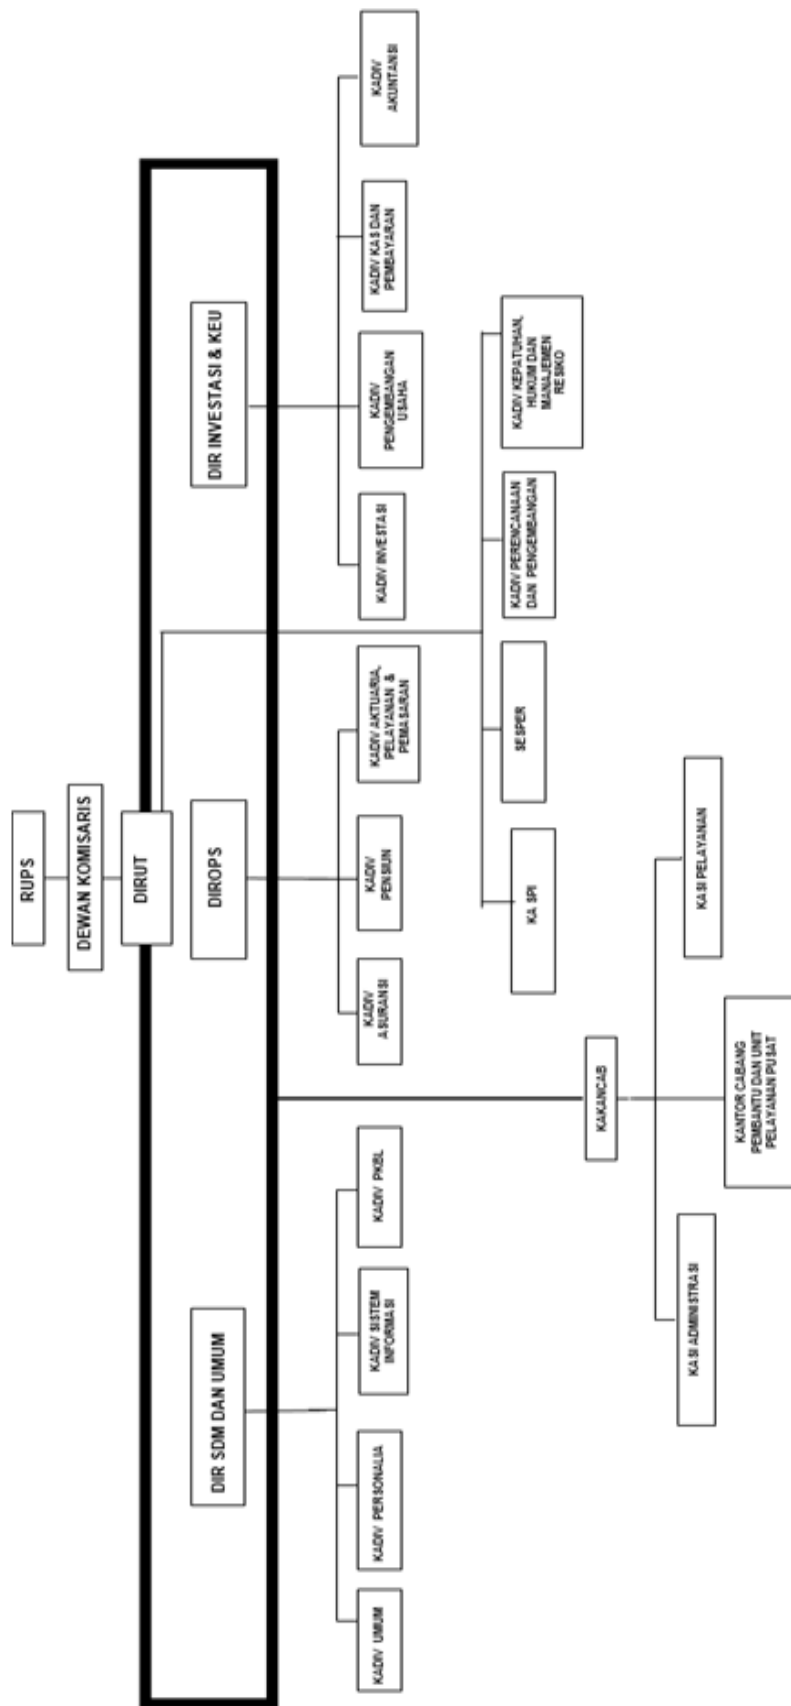 RUPS
DEWAN KOMISARIS
DIRUT
DIR SDM DAN UMUM
DIROPS
DIR INVESTASI & KEU
KADIV UMUM
KADIV PERSONALIA
KADIV SISTEM
INFORMASI
KADIV PKBL
KADIV
ASURANSI
KADIV
PENSIUN
KADIV AKTUARIA,
PELAYANAN &
PEMASARAN
KADIV INVESTASI
KADIV
PENGEMBANGAN
USAHA
KADIV KAS DAN
PEMBAYARAN
KADIV
AKUNTANSI
KA SPI
SESPER
KADIV PERENCANAAN
DAN PENGEMBANGAN
KADIV KEPATUHAN,
HUKUM DAN
MANAJEMEN
RESIKO
KAKANCAB
KASI ADMINISTRASI
KANTOR CABANG
PEMBANTU DAN UNIT
PELAYANAN PUSAT
KASI PELAYANAN